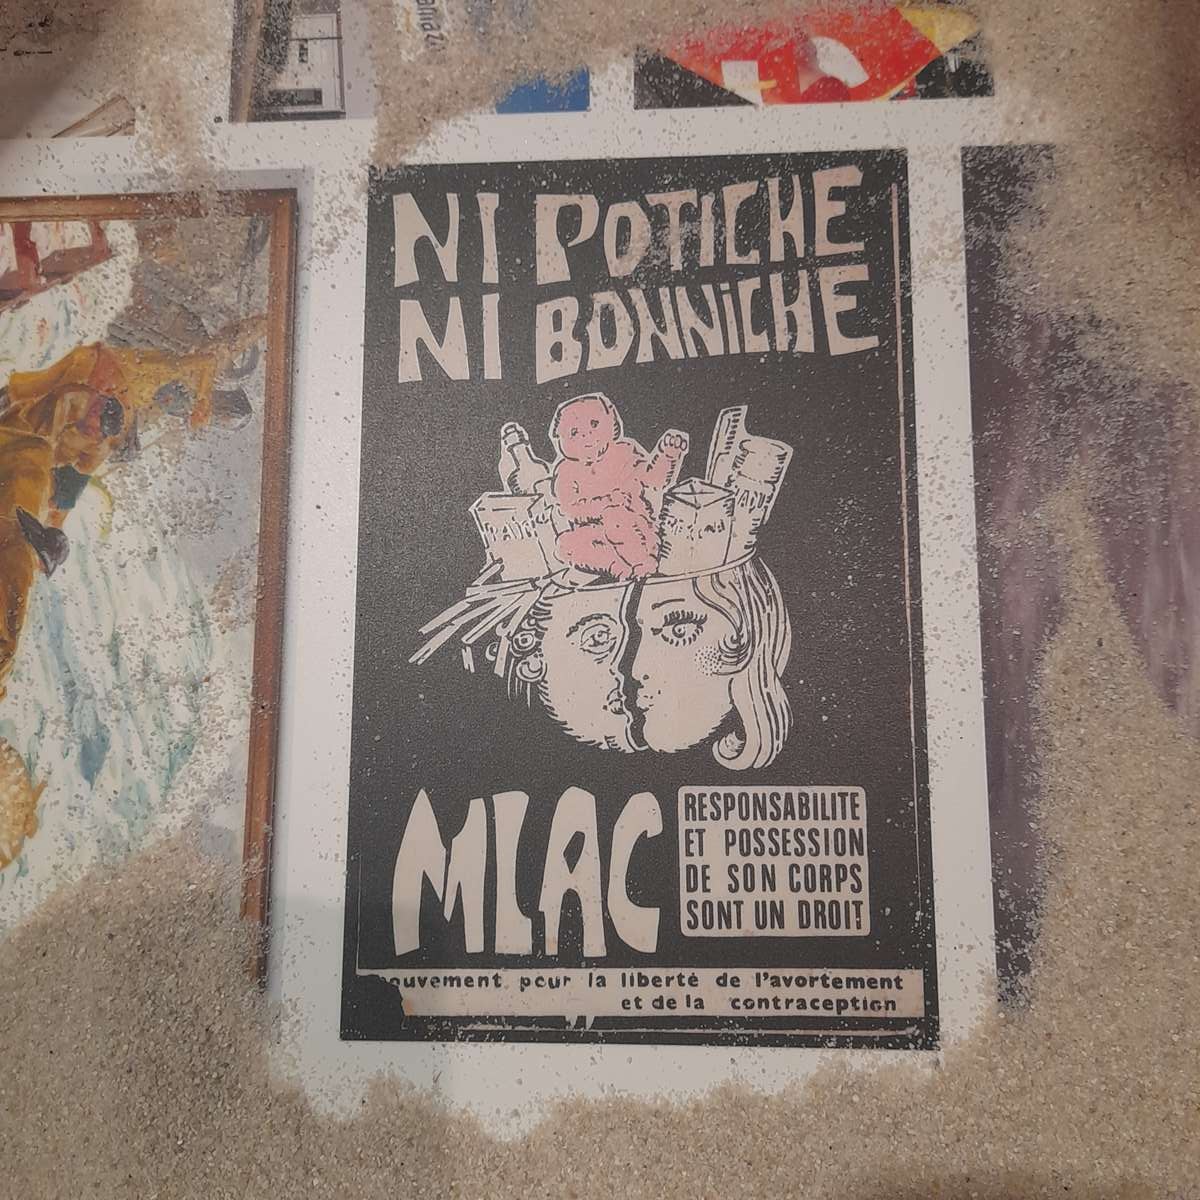 NI POTICHE
NI BONNICHE
MLAC
RESPONSABILITE
ET POSSESSION
DE SON CORPS
SONT UN DROIT
mouvement pour la liberté de l'avortement
et de la contraception